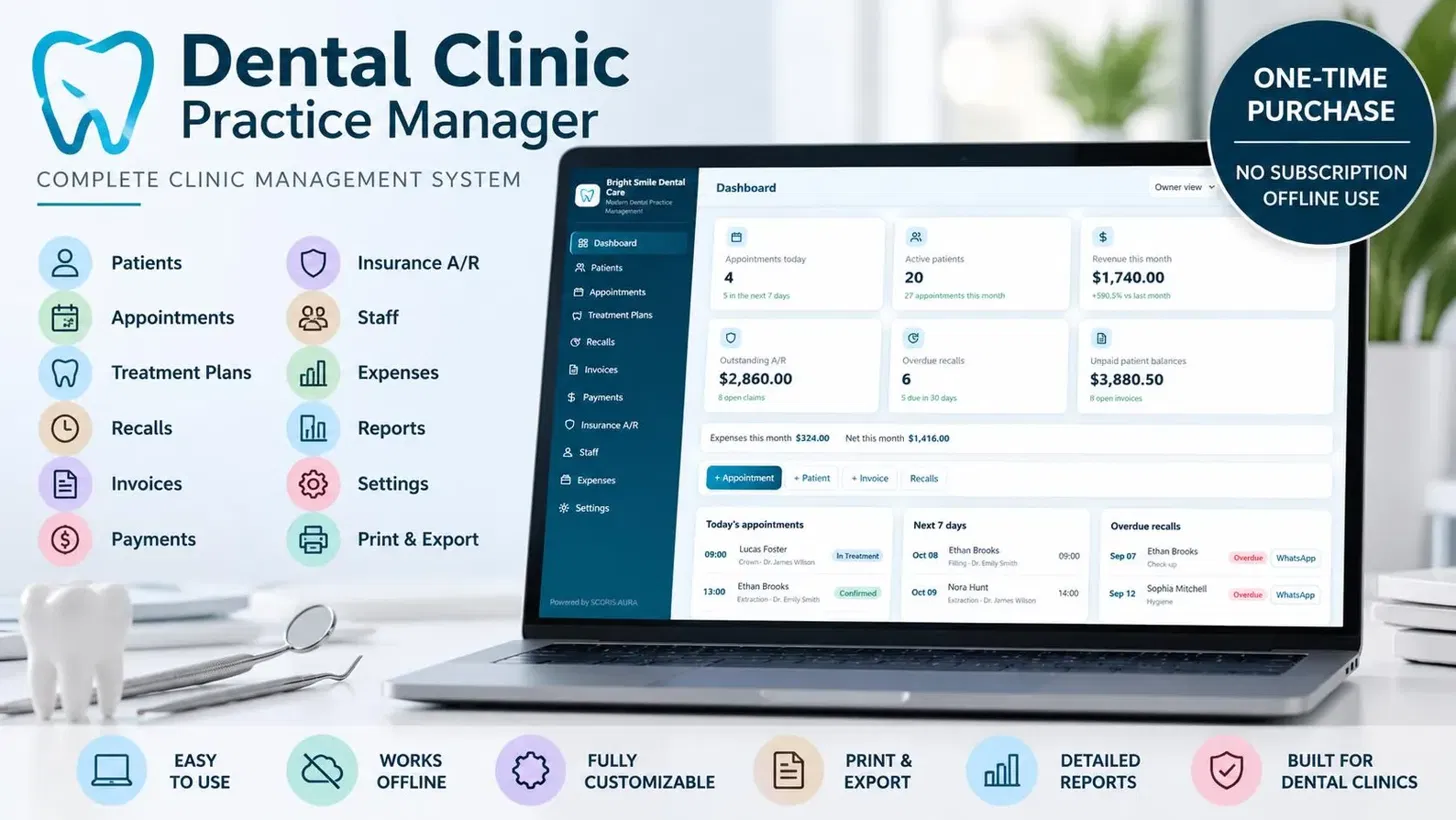 Dental Clinic
Practice Manager
COMPLETE CLINIC MANAGEMENT SYSTEM
Patients
Appointments
Treatment Plans
Recalls
Invoices
Payments
Insurance A/R
Staff
Expenses
Reports
Settings
Print & Export
ONE-TIME
PURCHASE
NO SUBSCRIPTION
OFFLINE USE
Bright Smile Dental
Care
Modern Dental Practice
Management
Dashboard
Patients
Appointments
Treatment Plans
Recalls
Invoices
Payments
Insurance A/R
Staff
Expenses
Settings
Powered by SCORIS AURA
Dashboard
Owner view
Appointments today
4
5 in the next 7 days
Active patients
20
27 appointments this month
Revenue this month
$1,740.00
+590.5% vs last month
Outstanding A/R
$2,860.00
8 open claims
Overdue recalls
6
5 due in 30 days
Unpaid patient balances
$3,880.50
8 open invoices
Expenses this month $324.00 Net this month $1,416.00
+ Appointment + Patient + Invoice Recalls
Today's appointments
09:00 Lucas Foster In Treatment
Crown · Dr. James Wilson
13:00 Ethan Brooks Confirmed
Extraction · Dr. Emily Smith
Next 7 days
Oct 08 Ethan Brooks 09:00
Filling · Dr. Emily Smith
Oct 09 Nora Hunt 14:00
Extraction · Dr. James Wilson
Overdue recalls
Sep 07 Ethan Brooks Overdue WhatsApp
Check up
Sep 12 Sophia Mitchell Overdue WhatsApp
Hygiene
EASY
TO USE
WORKS
OFFLINE
FULLY
CUSTOMIZABLE
PRINT &
EXPORT
DETAILED
REPORTS
BUILT FOR
DENTAL CLINICS